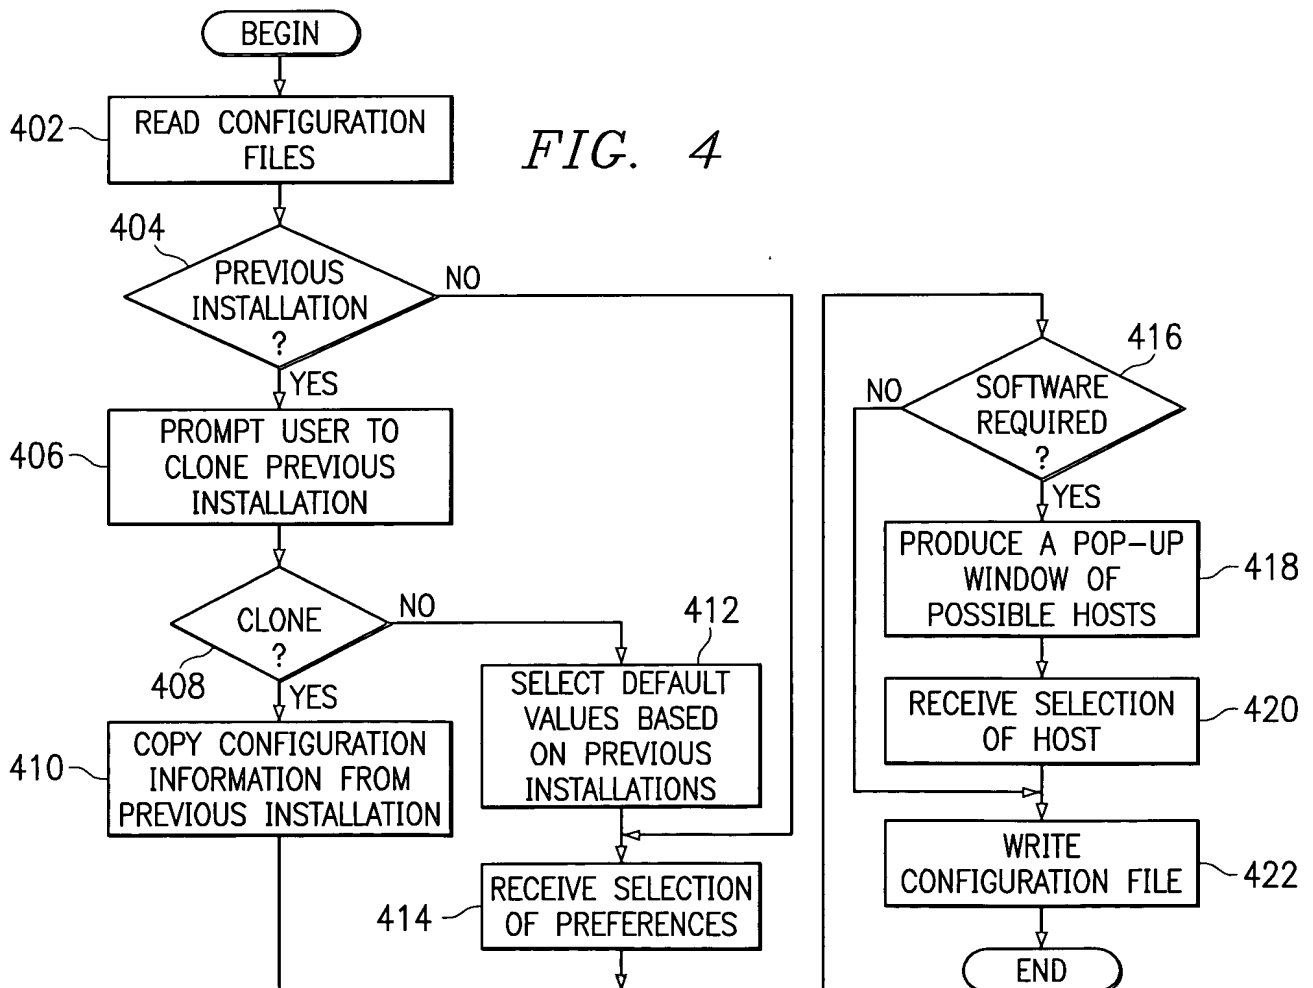 BEGIN
402
READ CONFIGURATION
FILES
FIG. 4
404
PREVIOUS
INSTALLATION
?
NO
YES
406
PROMPT USER TO
CLONE PREVIOUS
INSTALLATION
CLONE
?
408
NO
YES
410
COPY CONFIGURATION
INFORMATION FROM
PREVIOUS INSTALLATION
412
SELECT DEFAULT
VALUES BASED
ON PREVIOUS
INSTALLATIONS
414
RECEIVE SELECTION
OF PREFERENCES
416
SOFTWARE
REQUIRED
?
NO
YES
PRODUCE A POP-UP
WINDOW OF
POSSIBLE HOSTS
418
RECEIVE SELECTION
OF HOST
420
WRITE
CONFIGURATION FILE
422
END